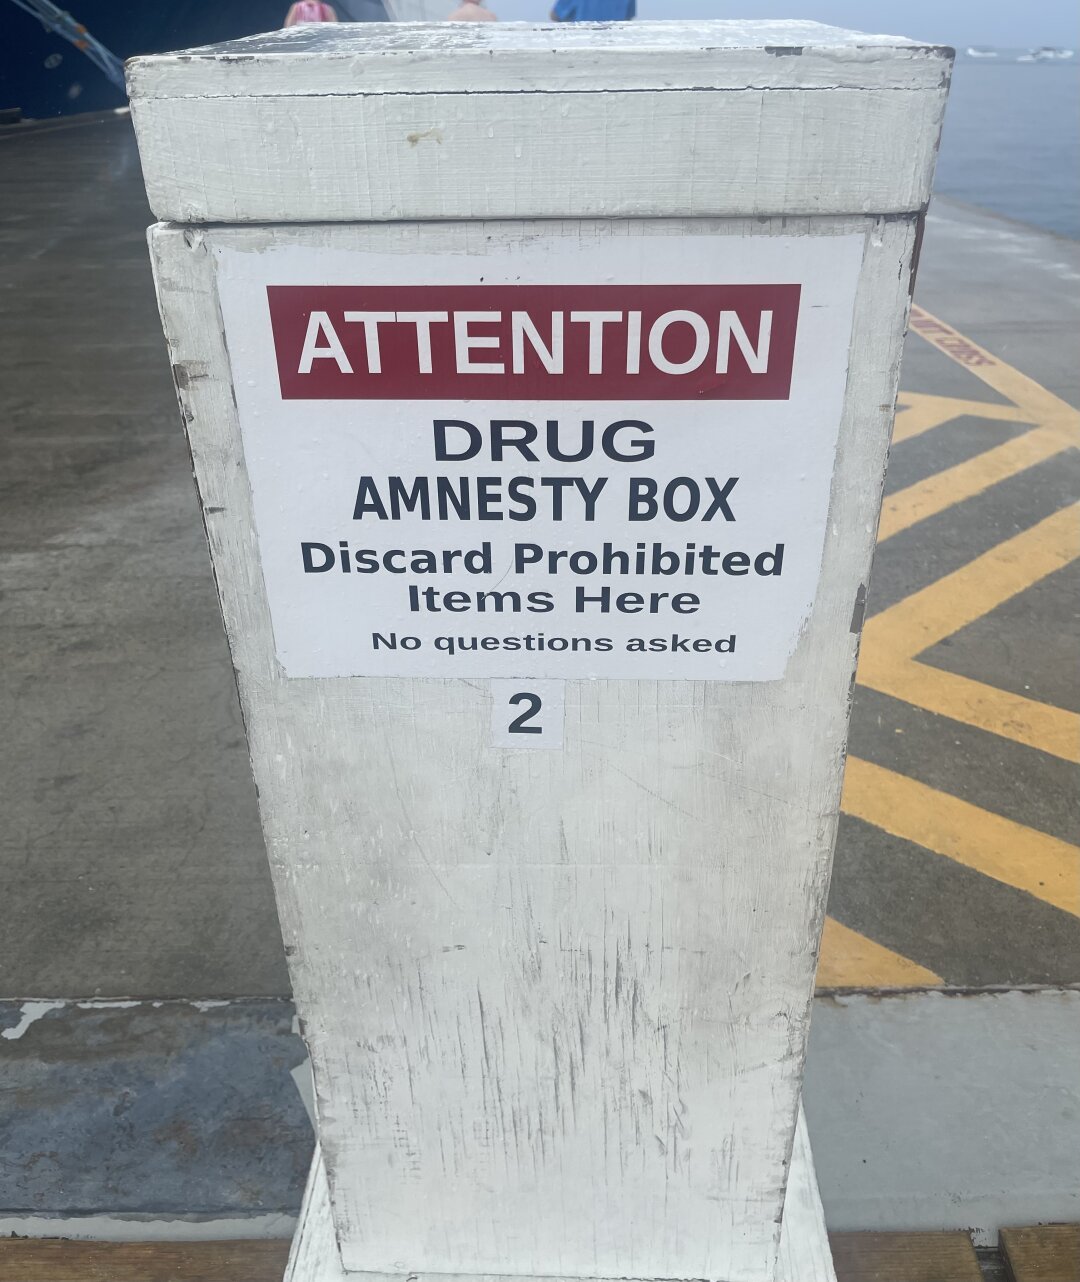 ATTENTION
DRUG
AMNESTY BOX
Discard Prohibited
Items Here
No questions asked
2